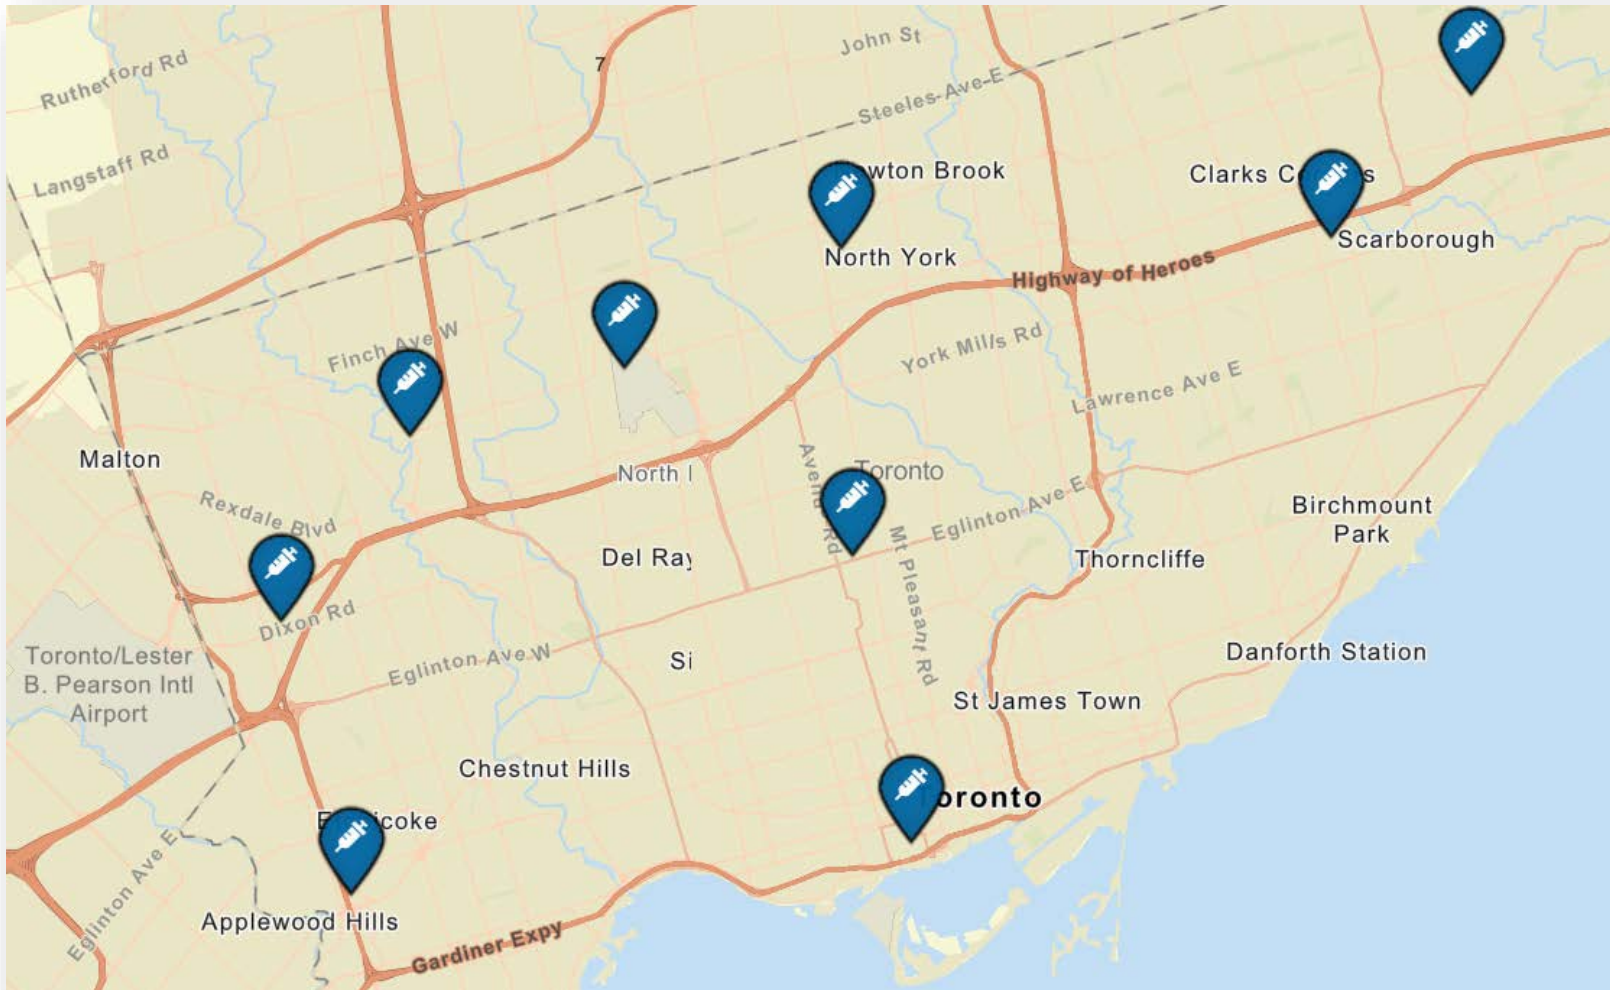 John St
7
Rutherford Rd
Steeles Ave E
Langstaff Rd
wton Brook
Clarks C
s
Scarborough
North York
Highway of Heroes
Finch Ave W
York Mills Rd
Lawrence Ave E
Malton
North
Toronto
Avenue Rd
Rexdale Blvd
Eglinton Ave E
Birchmount
Park
Del Ray
Thorncliffe
Mt Pleasant Rd
Dixon Rd
Toronto/Lester
B. Pearson Intl
Airport
Eglinton Ave W
Si
Danforth Station
St James Town
Chestnut Hills
oronto
E
icoke
Eglinton Ave E
Applewood Hills
Gardiner Expy